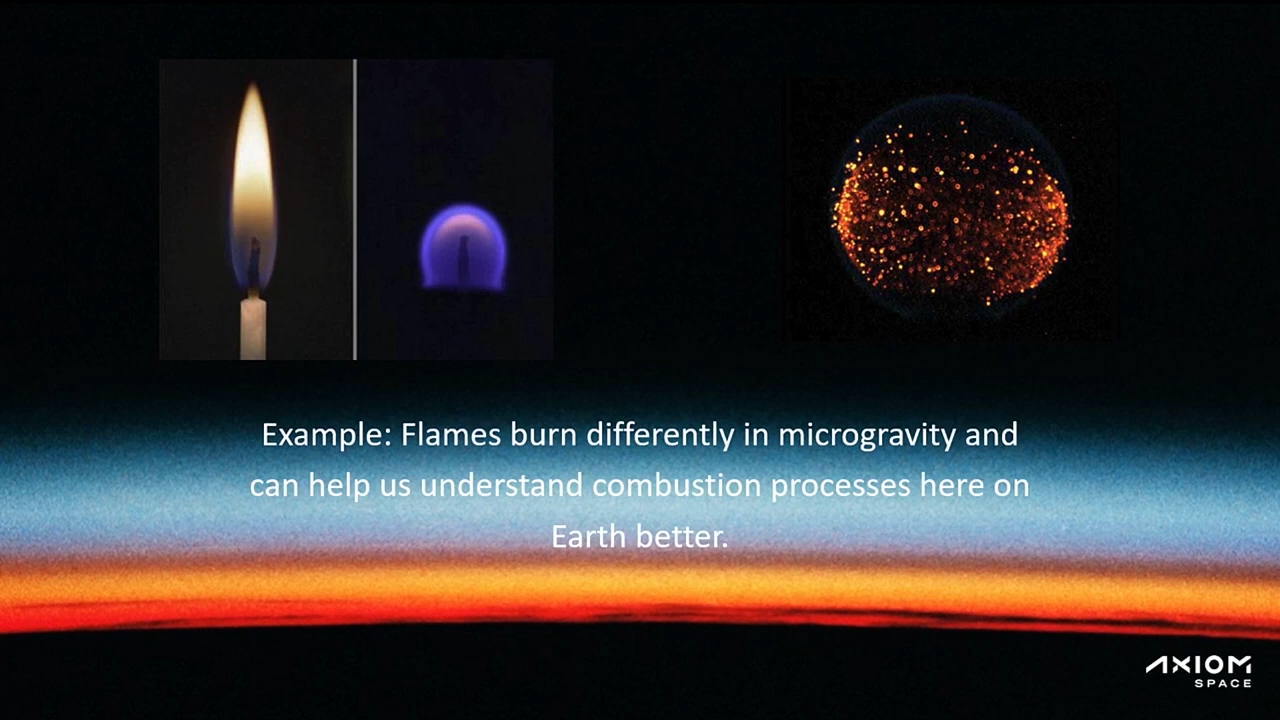 Example: Flames burn differently in microgravity and
can help us understand combustion processes here on
Earth better.
AXIOM
SPACE